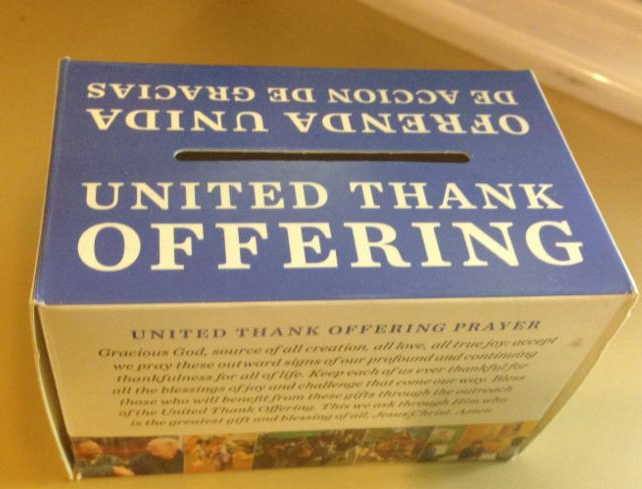 OFRENDA UNIDA
DE ACCION DE GRACIAS
UNITED THANK
OFFERING
UNITED THANK OFFERING PRAYER
Gracious God, source of all creation, all love, all true joy: accept
we pray these outward signs of our profound and continuing
thankfulness for all of life. Keep each of us ever thankful for
all the blessings of joy and challenge that come our way. Bless
those who will benefit from these gifts through the outreach
of the United Thank Offering. This we ask through Him who
is the greatest gift and blessing of all, Jesus Christ. Amen